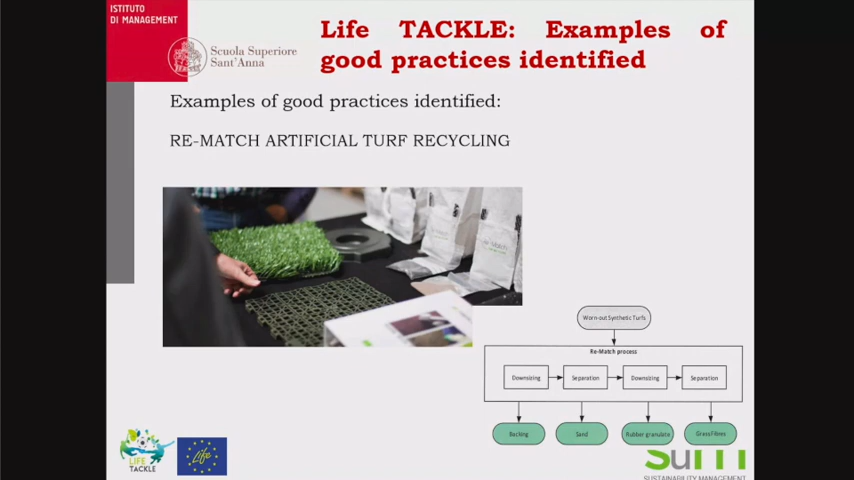 ISTITUTO
DI MANAGEMENT
Scuola Superiore
Sant'Anna
Life TACKLE: Examples of
good practices identified
Examples of good practices identified:
RE-MATCH ARTIFICIAL TURF RECYCLING
Worn-out Synthetic Turfs
Re-Match process
Downsizing
Separation
Downsizing
Separation
Backing
Sand
Rubber granulate
Grass Fibres
LIFE
TACKLE
Life
SuM
SUSTAINABILITY MANAGEMENT